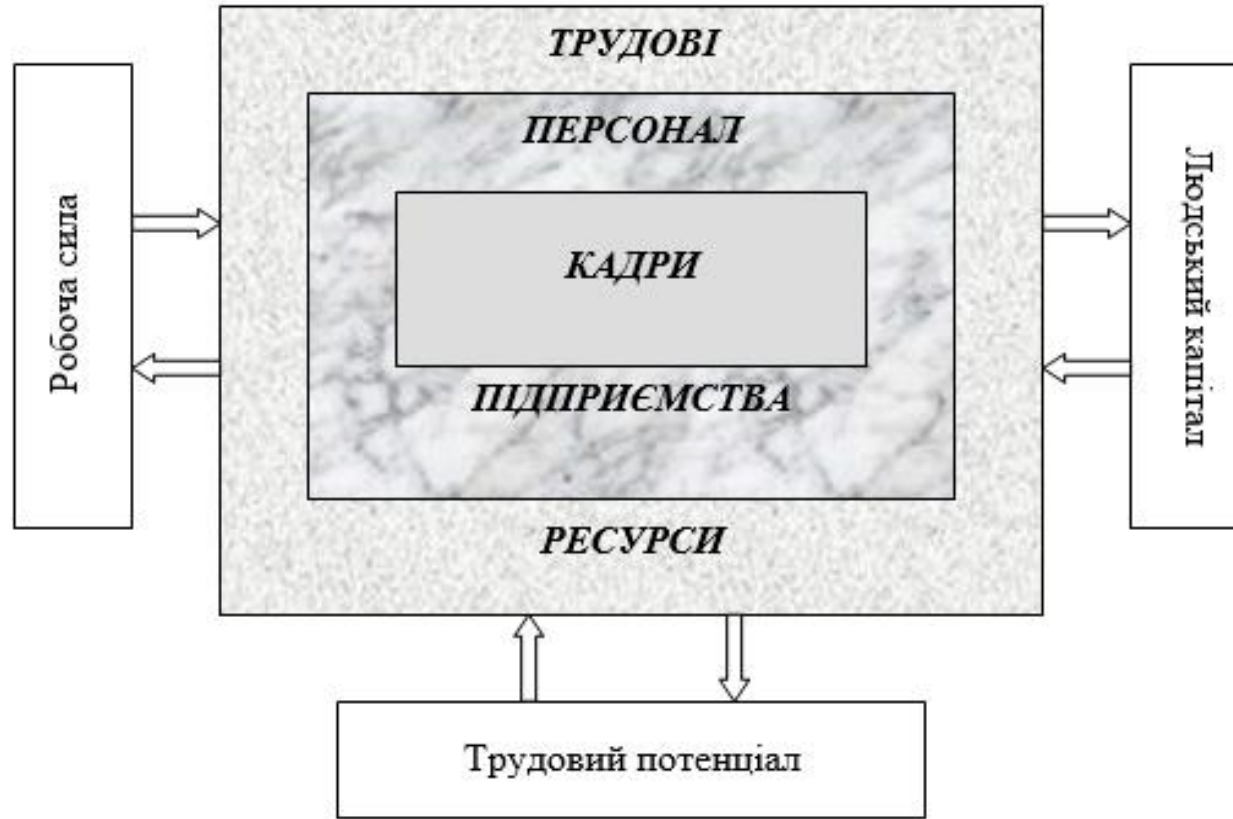 ТРУДОВІ
ПЕРСОНАЛ
КАДРИ
ПІДПРИЄМСТВА
РЕСУРСИ
Робоча сила
Людський капітал
Трудовий потенціал